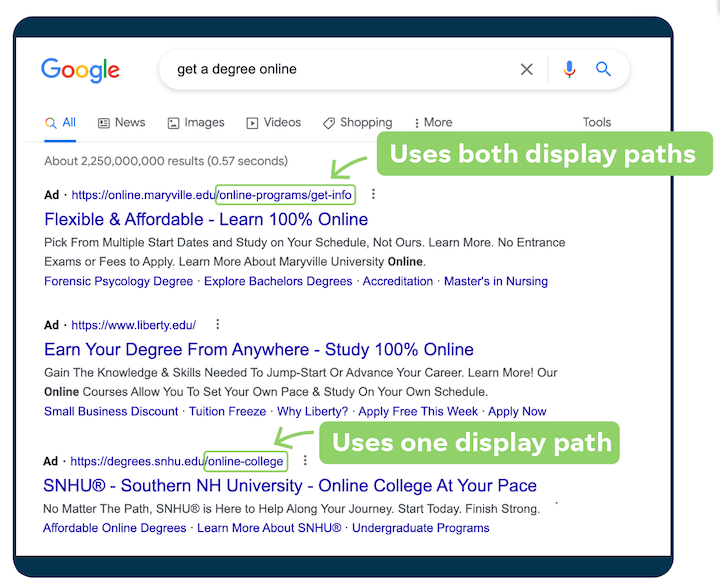 Google
get a degree online
All News Images Videos Shopping More Tools
About 2,250,000,000 results (0.57 seconds)
Uses both display paths
Ad · https://online.maryville.edu/online-programs/get-info
Flexible & Affordable - Learn 100% Online
Pick From Multiple Start Dates and Study on Your Schedule, Not Ours. Learn More. No Entrance
Exams or Fees to Apply. Learn More About Maryville University Online.
Forensic Psycology Degree · Explore Bachelors Degrees · Accreditation · Master's in Nursing
Ad · https://www.liberty.edu/
Earn Your Degree From Anywhere - Study 100% Online
Gain The Knowledge & Skills Needed To Jump-Start Or Advance Your Career. Learn More! Our
Online Courses Allow You To Set Your Own Pace & Study On Your Own Schedule.
Small Business Discount · Tuition Freeze · Why Liberty? · Apply Free This Week · Apply Now
Uses one display path
Ad · https://degrees.snhu.edu/online-college
SNHU® - Southern NH University - Online College At Your Pace
No Matter The Path, SNHU® is Here to Help Along Your Journey. Start Today. Finish Strong.
Affordable Online Degrees · Learn More About SNHU® · Undergraduate Programs